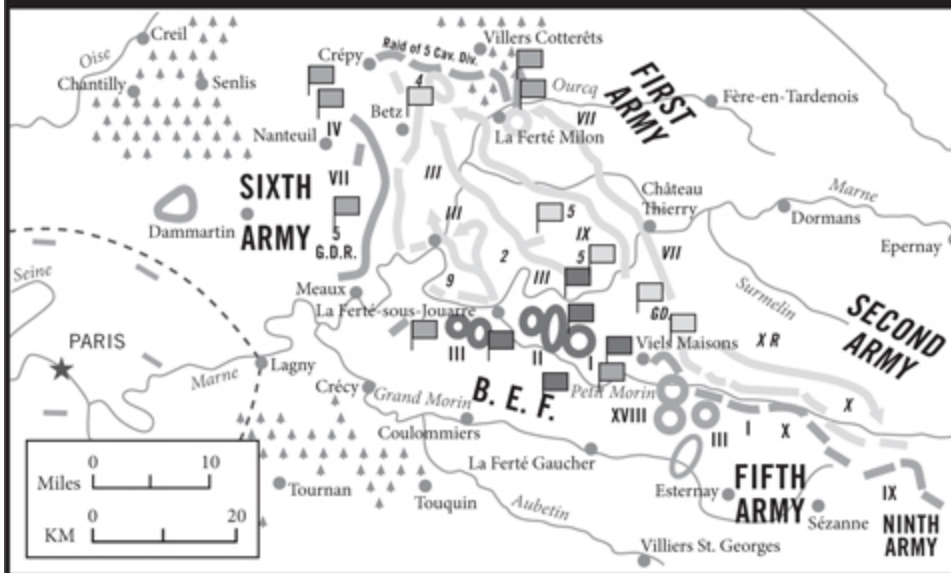 Creil
Oise
Chantilly
Senlis
Crépy
Raid of 5 Cav. Div.
Villers Cotterêts
4
Betz
Ourcq
VII
La Ferté Milon
FIRST
ARMY
Fère-en-Tardenois
Nanteuil
IV
VII
III
SIXTH
ARMY
5
G.D.R.
Dammartin
III
Château
Thierry
Marne
Dormans
Epernay
5
IX
5
VII
2
III
9
Seine
Meaux
La Ferté-sous-Jouarre
GD
Surmelin
SECOND
ARMY
X R
PARIS
Marne
Lagny
III
II
I
Viels Maisons
Crécy
Grand Morin
B. E. F.
Petit Morin
XVIII
III
I
X
X
Coulommiers
La Ferté Gaucher
Miles
0
10
KM
0
20
Tournan
Touquin
Aubetin
Esternay
FIFTH
ARMY
Sézanne
IX
NINTH
ARMY
Villiers St. Georges